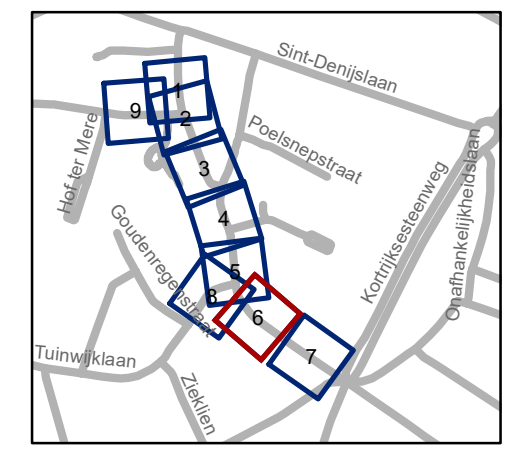 Sint-Denijslaan
1
9
2
Poelsnepstraat
Hof ter Mere
3
Kortrijksesteenweg
Onafhankelijkheidslaan
4
Goudenregenstraat
5
8
6
Tuinwijklaan
7
Zieklien